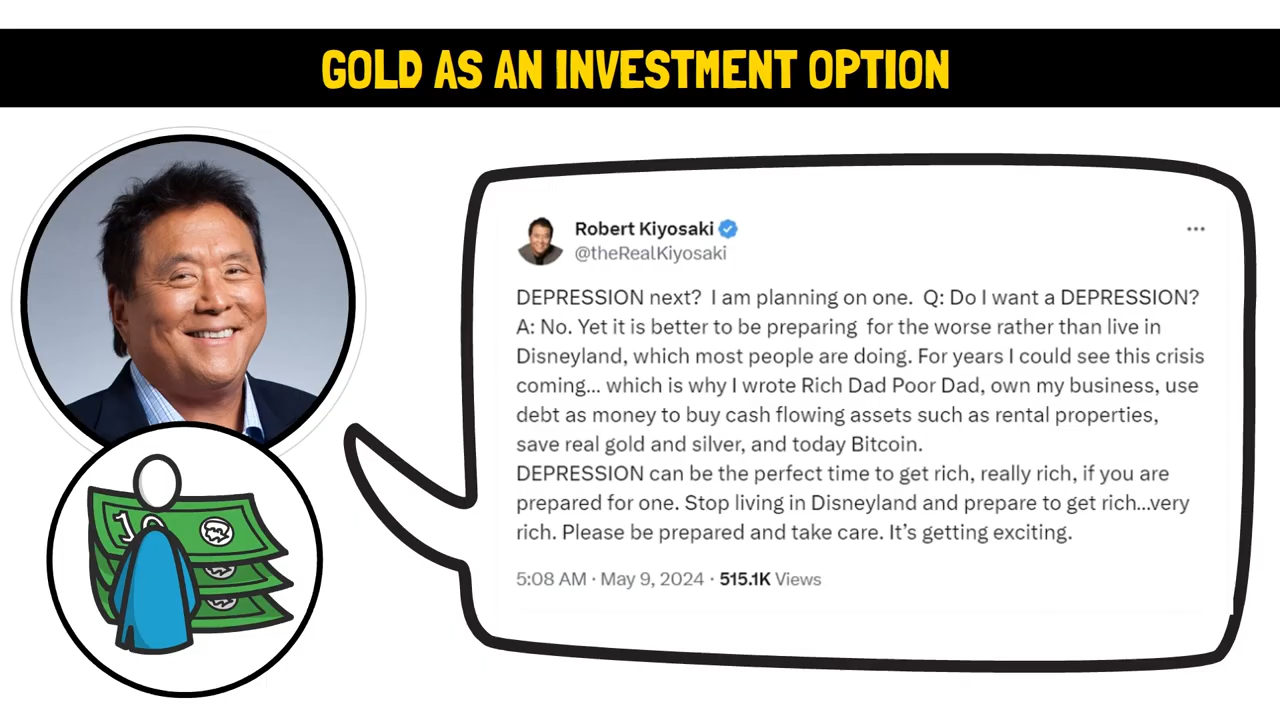 GOLD AS AN INVESTMENT OPTION
Robert Kiyosaki
@theRealKiyosaki
DEPRESSION next? I am planning on one. Q: Do I want a DEPRESSION?
A: No. Yet it is better to be preparing for the worse rather than live in
Disneyland, which most people are doing. For years I could see this crisis
coming... which is why I wrote Rich Dad Poor Dad, own my business, use
debt as money to buy cash flowing assets such as rental properties,
save real gold and silver, and today Bitcoin.
DEPRESSION can be the perfect time to get rich, really rich, if you are
prepared for one. Stop living in Disneyland and prepare to get rich...very
rich. Please be prepared and take care. It’s getting exciting.
5:08 AM · May 9, 2024 · 515.1K Views